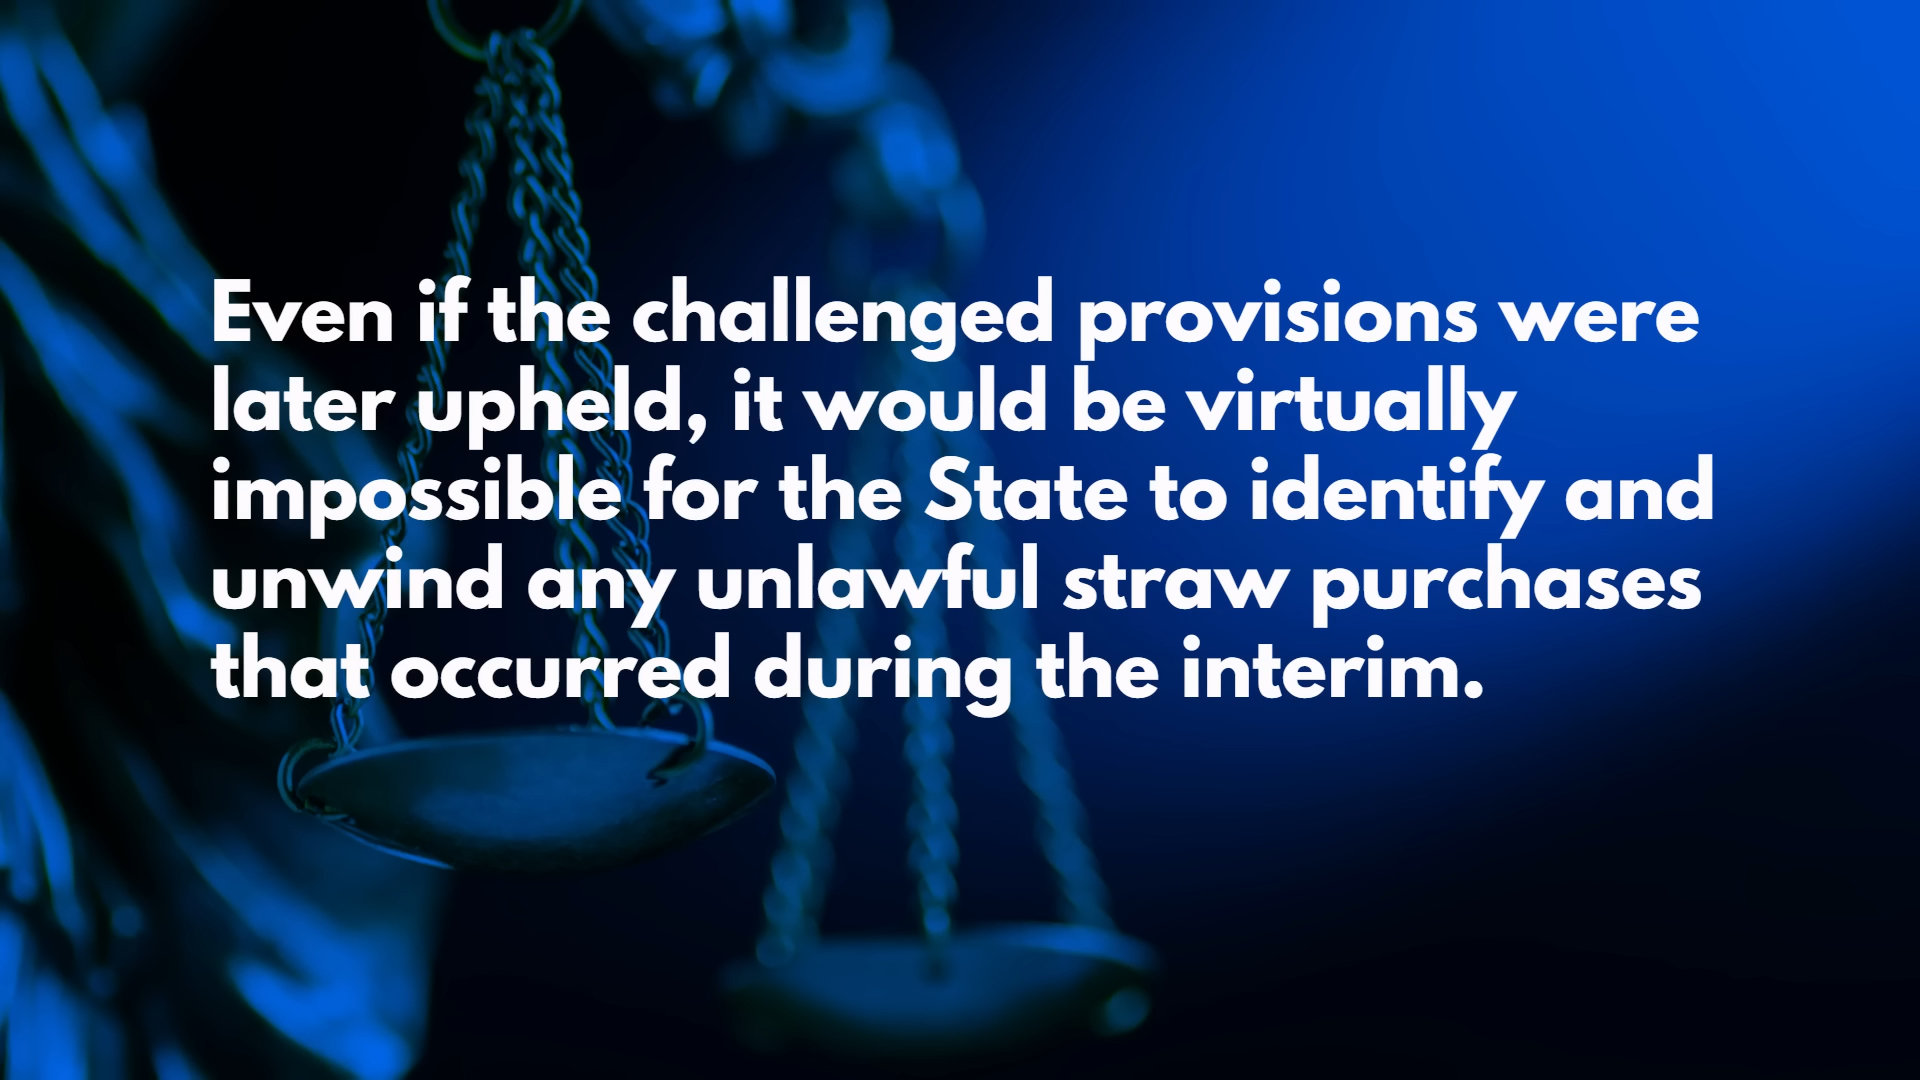 Even if the challenged provisions were
later upheld, it would be virtually
impossible for the State to identify and
unwind any unlawful straw purchases
that occurred during the interim.